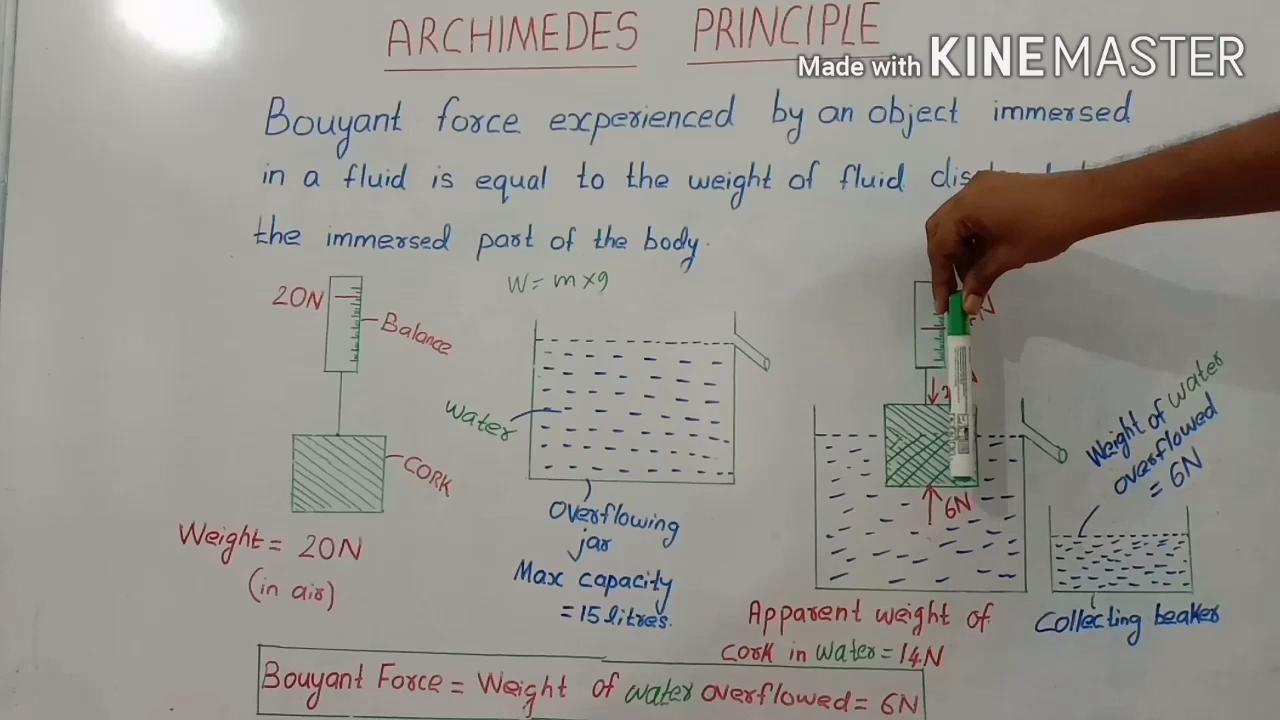 ARCHIMEDES PRINCIPLE
Made with KINEMASTER
Bouyant force experienced by an object immersed
in a fluid is equal to the weight of fluid
the immersed part of the body.
W = m x g
20N
Balance
water
CORK
Weight = 20N
(in air)
Overflowing
jar
Max capacity
= 15 litres.
N
6N
Weight of water
overflowed
= 6N
Apparent weight of
cork in water = 14N
Collecting beaker
Bouyant Force = Weight of water overflowed = 6N